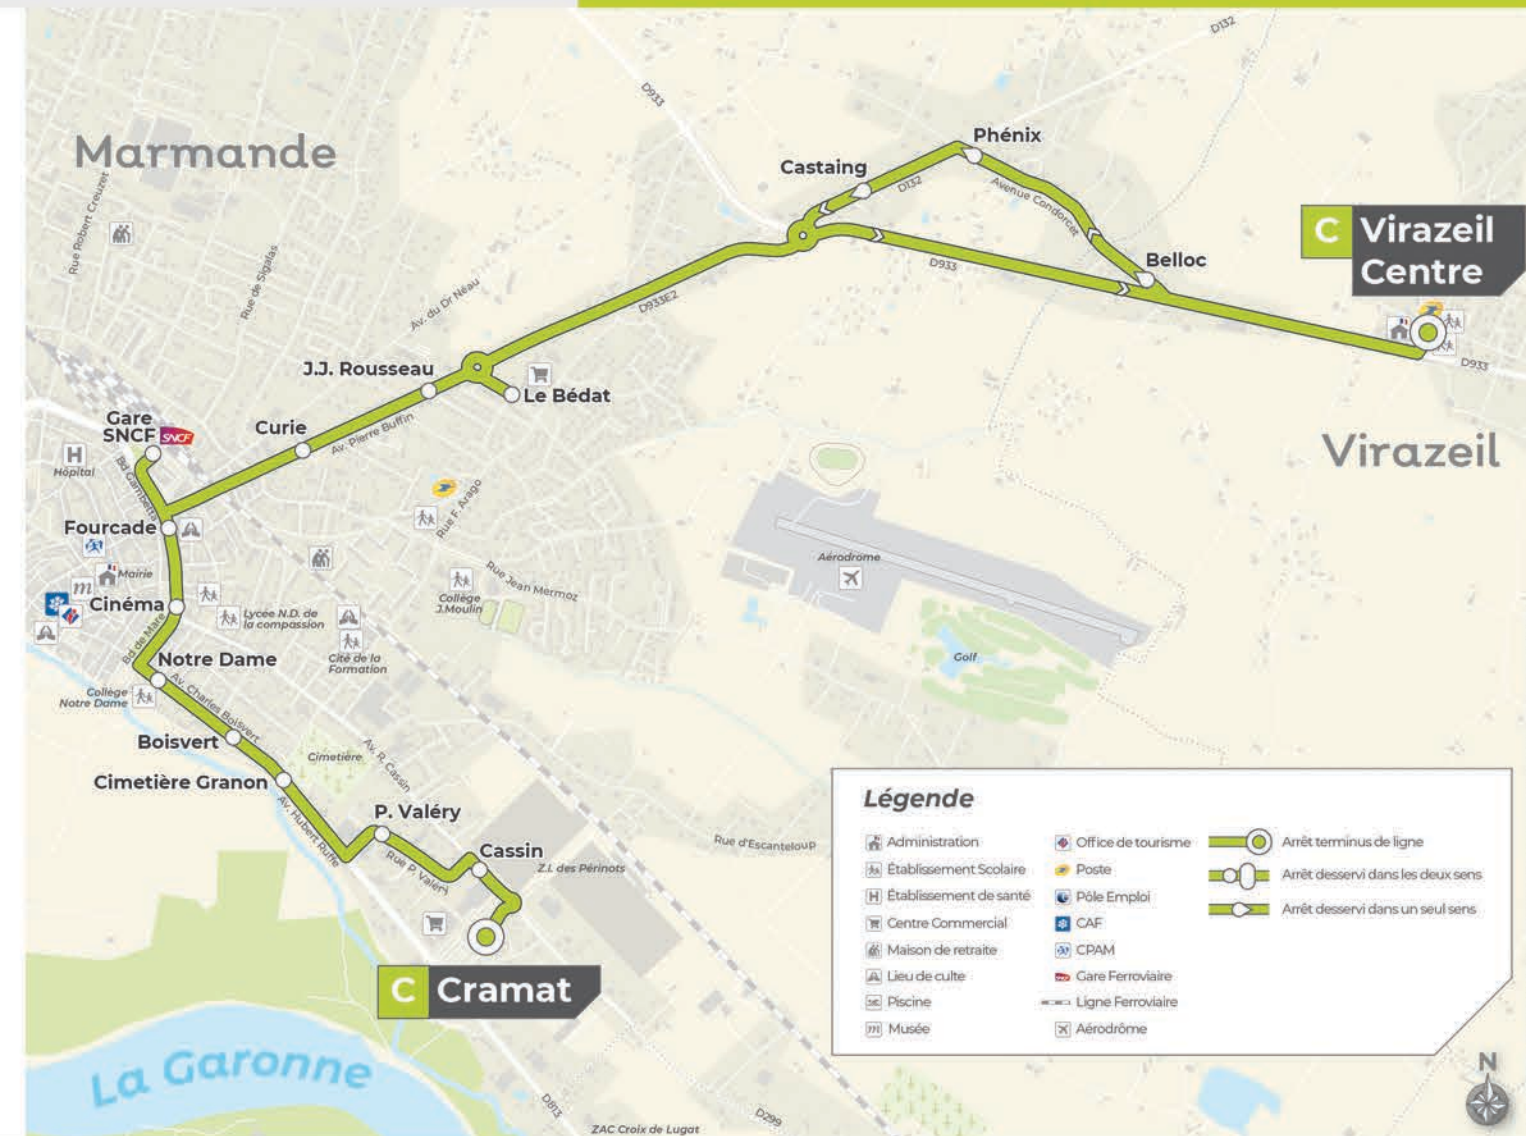 D132
D933
Marmande
Phénix
Castaing
D132
Avenue Condorcet
Rue Robert Creuzet
Rue de Sigalas
C Virazeil
Centre
Belloc
D933
Av. du Dr Néau
D933E2
D933
J.J. Rousseau
Le Bédat
Gare
SNCF
SNCF
Curie
Av. Pierre Buffin
Virazeil
H
Hôpital
Bd Gambetta
Rue F. Arago
Fourcade
Aérodrome
Mairie
m
Rue Jean Mermoz
Collège
J.Moulin
Cinéma
Lycée N.D. de
la compassion
Bd de Mare
Cité de la
Formation
Golf
Notre Dame
Collège
Notre Dame
Av. Charles Boisvert
Boisvert
Av. R. Cassin
Cimetière
Cimetière Granon
Av. Hubert Ruffe
P. Valéry
Rue P. Valéry
Cassin
Z.I. des Périnots
Rue d'Escanteloup
C Cramat
La Garonne
D813
D299
ZAC Croix de Lugat
Légende
Administration
Établissement Scolaire
H Établissement de santé
Centre Commercial
Maison de retraite
Lieu de culte
Piscine
m Musée
Office de tourisme
Poste
Pôle Emploi
CAF
CPAM
Gare Ferroviaire
Ligne Ferroviaire
Aérodrôme
Arrêt terminus de ligne
Arrêt desservi dans les deux sens
Arrêt desservi dans un seul sens
N